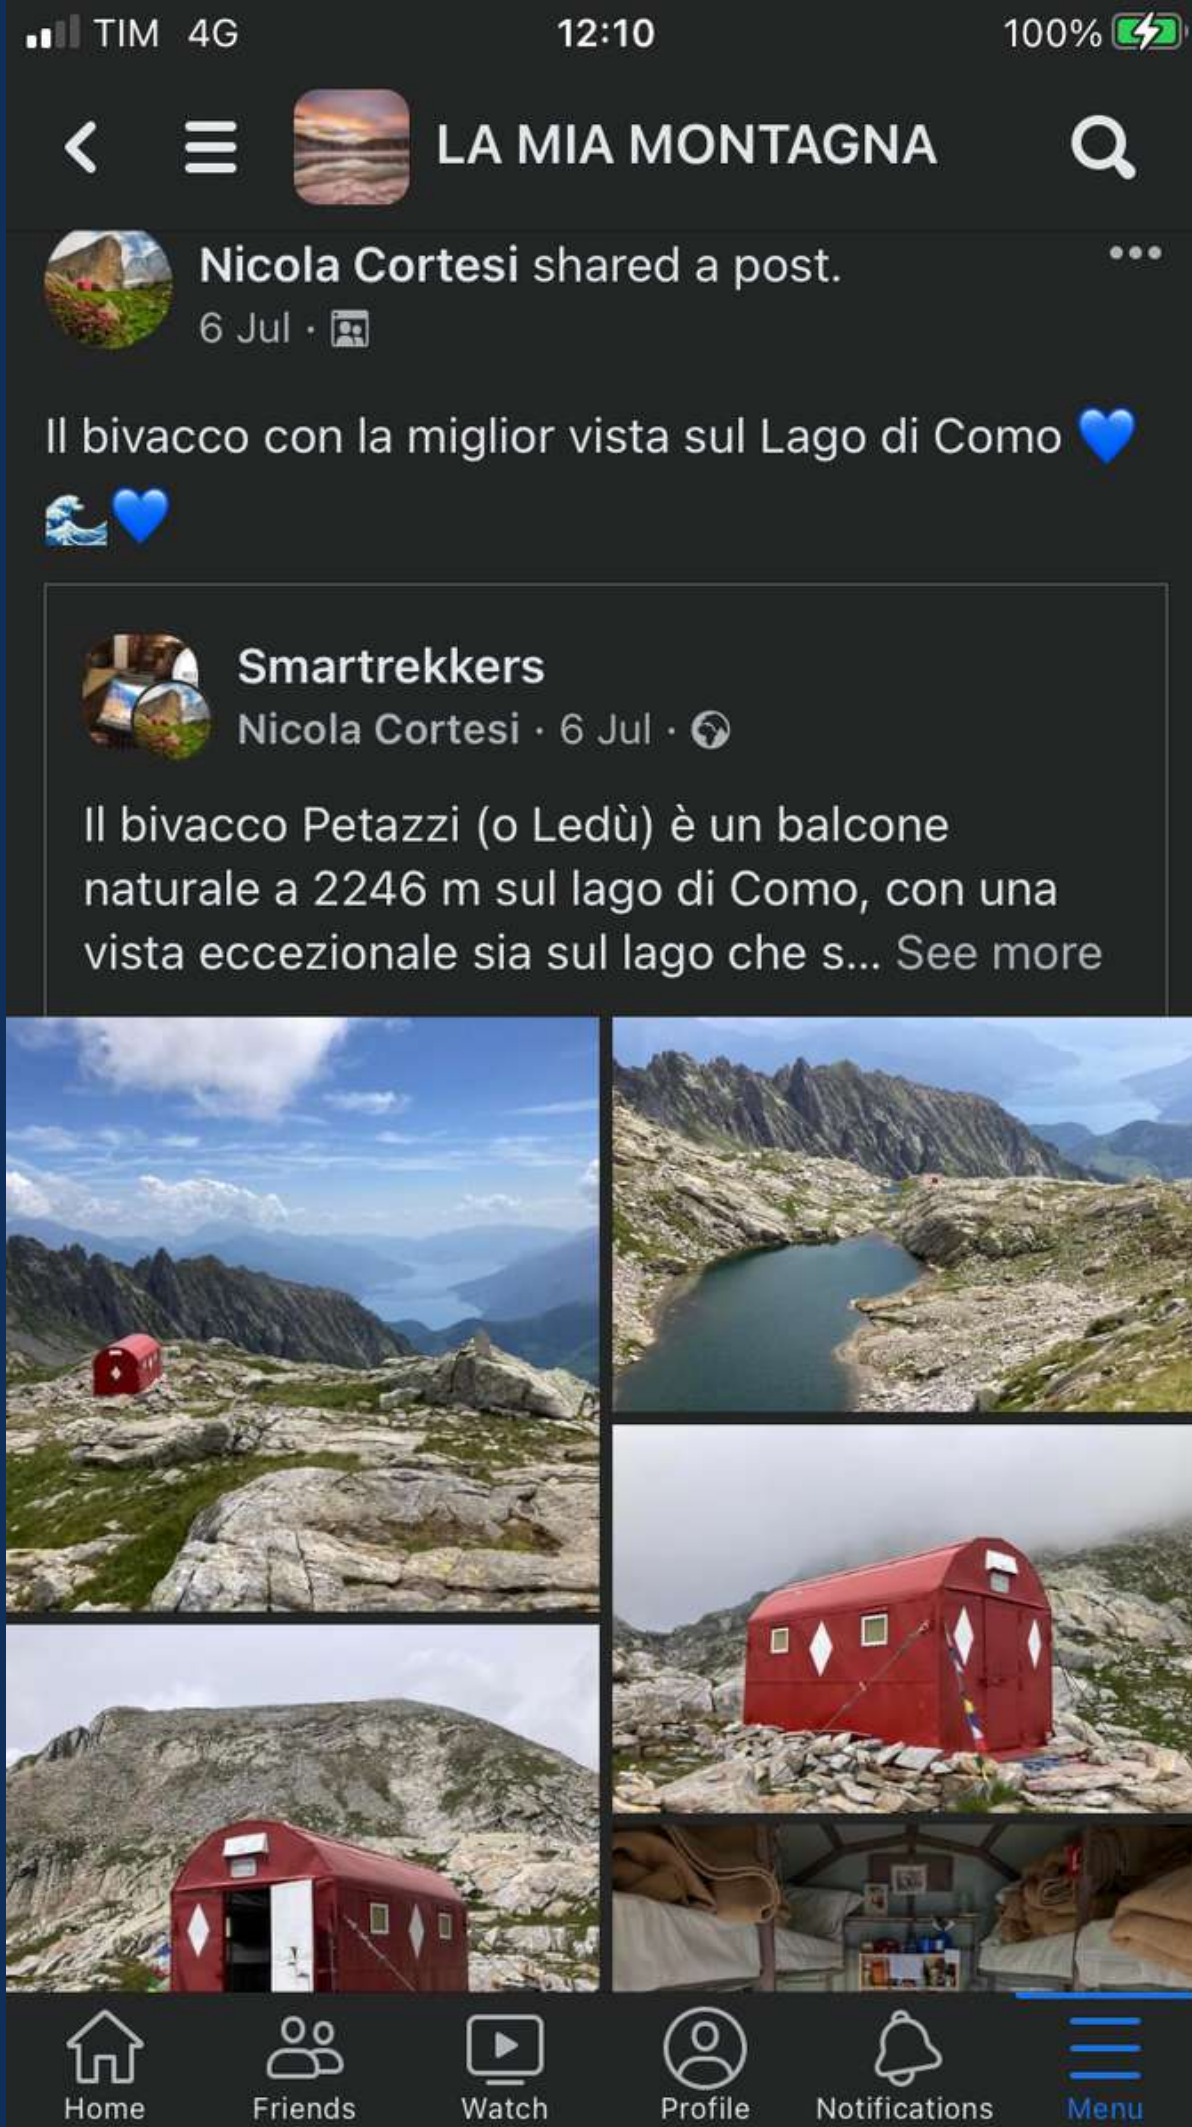 TIM 4G 12:10 100%
LA MIA MONTAGNA
Nicola Cortesi shared a post.
6 Jul ·
Il bivacco con la miglior vista sul Lago di Como 💙
🌊💙
Smartrekkers
Nicola Cortesi · 6 Jul ·
Il bivacco Petazzi (o Ledù) è un balcone
naturale a 2246 m sul lago di Como, con una
vista eccezionale sia sul lago che s... See more
Home Friends Watch Profile Notifications Menu